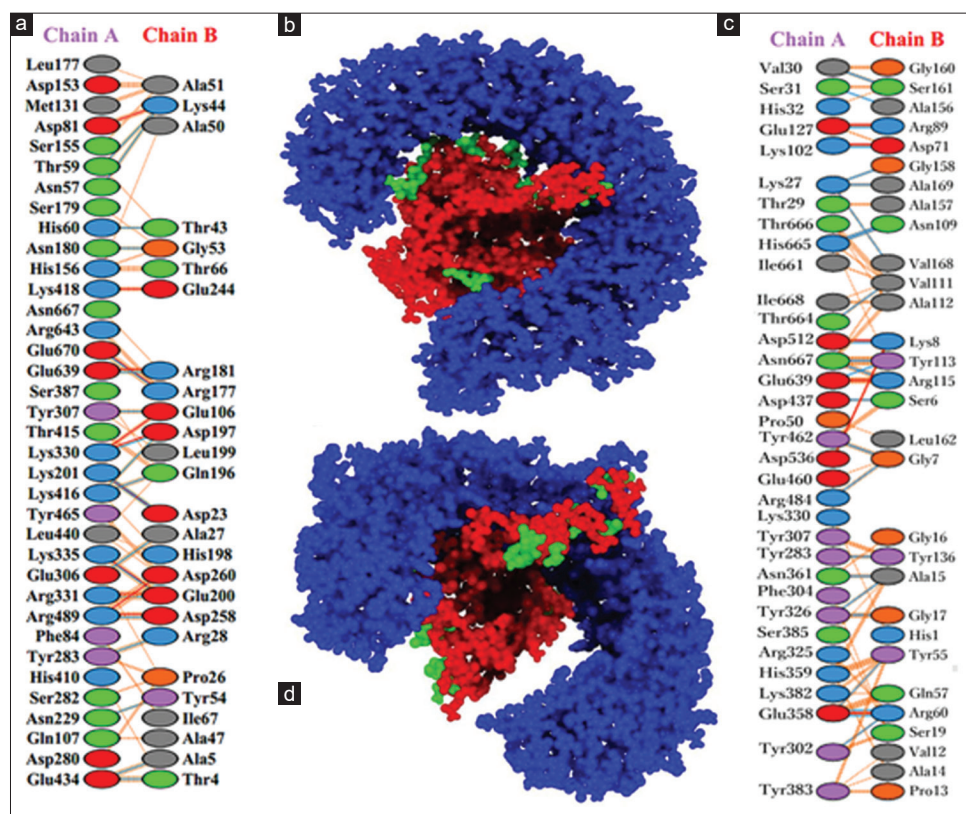 a
Chain A Chain B
Leu177
Asp153
Met131
Asp81
Ser155
Thr59
Asn57
Ser179
His60
Asn180
His156
Lys418
Asn667
Arg643
Glu670
Glu639
Ser387
Tyr307
Thr415
Lys330
Lys201
Lys416
Tyr465
Leu440
Lys335
Glu306
Arg331
Arg489
Phe84
Tyr283
His410
Ser282
Asn229
Gln107
Asp280
Glu434
Ala51
Lys44
Ala50
Thr43
Gly53
Thr66
Glu244
Arg181
Arg177
Glu106
Asp197
Leu199
Gln196
Asp23
Ala27
His198
Asp260
Glu200
Asp258
Arg28
Pro26
Tyr54
Ile67
Ala47
Ala5
Thr4
b
d
c
Chain A Chain B
Val30
Ser31
His32
Glu127
Lys102
Lys27
Thr29
Thr666
His665
Ile661
Ile668
Thr664
Asp512
Asn667
Glu639
Asp437
Pro50
Tyr462
Asp536
Glu460
Arg484
Lys330
Tyr307
Tyr283
Asn361
Phe304
Tyr326
Ser385
Arg325
His359
Lys382
Glu358
Tyr302
Tyr383
Gly160
Ser161
Ala156
Arg89
Asp71
Gly158
Ala169
Ala157
Asn109
Val168
Val111
Ala112
Lys8
Tyr113
Arg115
Ser6
Leu162
Gly7
Gly16
Tyr136
Ala15
Gly17
His1
Tyr55
Gln57
Arg60
Ser19
Val12
Ala14
Pro13